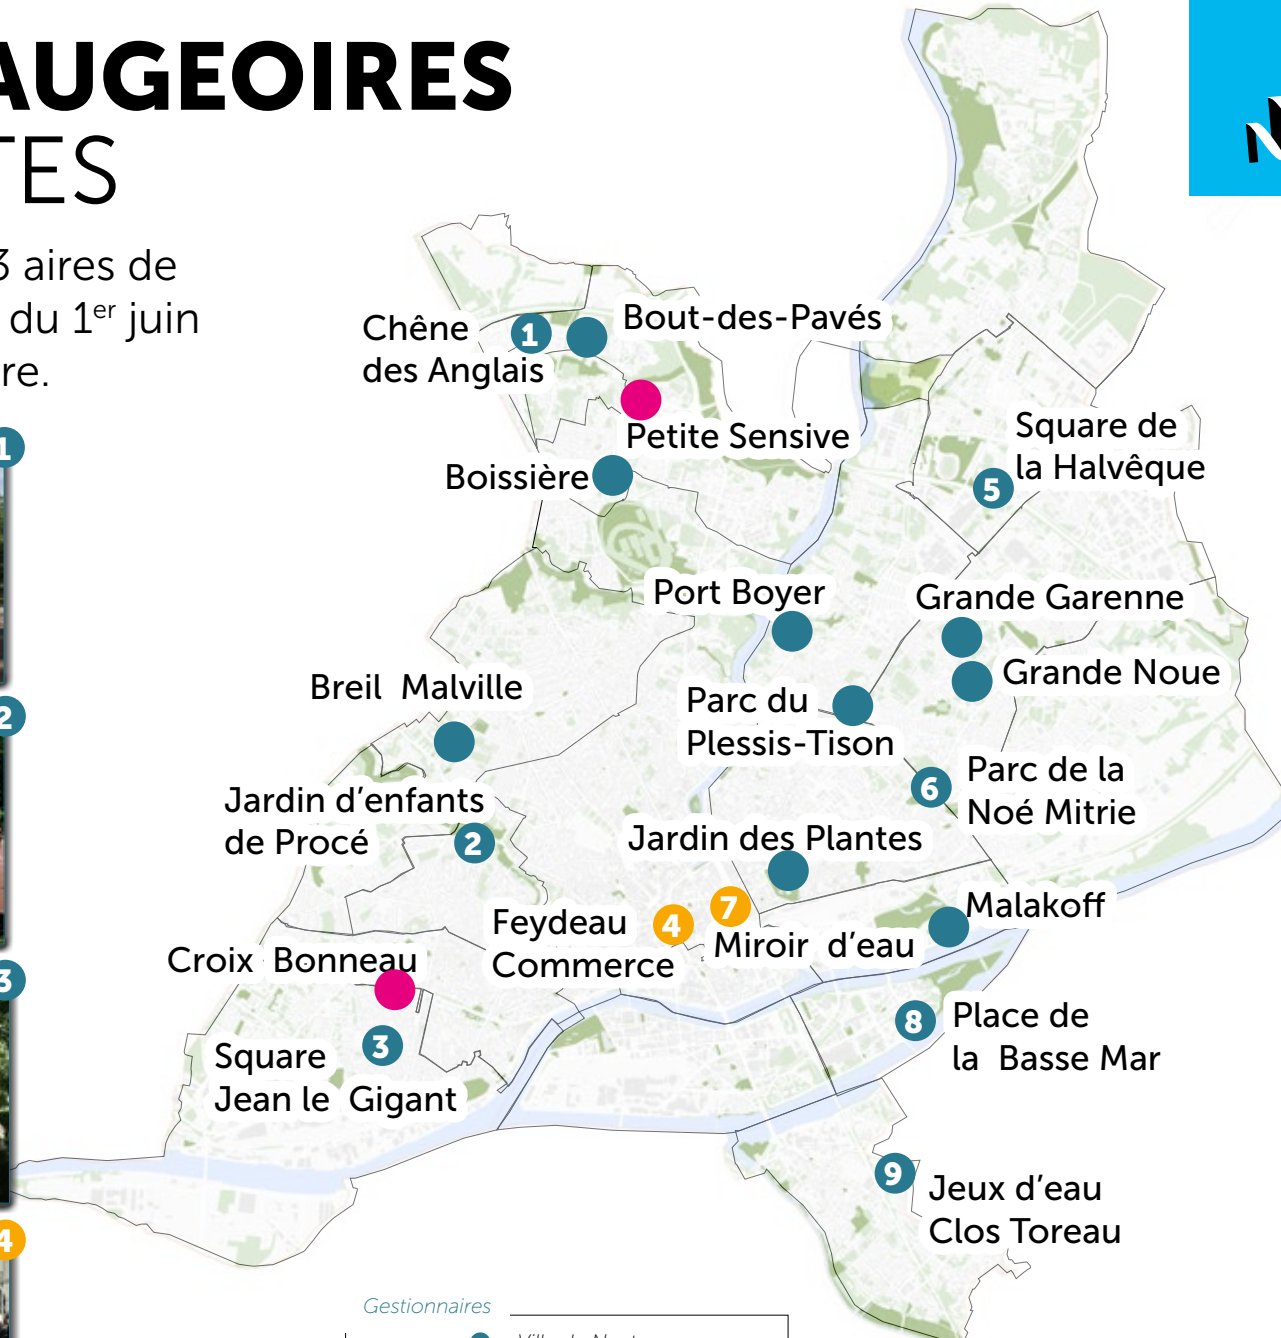 AUGEOIRES
TES
3 aires de
du 1er juin
re.
Chêne
des Anglais
1
Bout-des-Pavés
Petite Sensive
Boissière
Square de
la Halvêque
5
Port Boyer
Grande Garenne
Grande Noue
Breil Malville
Parc du
Plessis-Tison
6
Parc de la
Noé Mitrie
Jardin d'enfants
de Procé
2
Jardin des Plantes
Feydeau
Commerce
4
7
Miroir d'eau
Malakoff
Croix Bonneau
3
Square
Jean le Gigant
8
Place de
la Basse Mar
9
Jeux d'eau
Clos Toreau
1
2
3
4
Gestionnaires